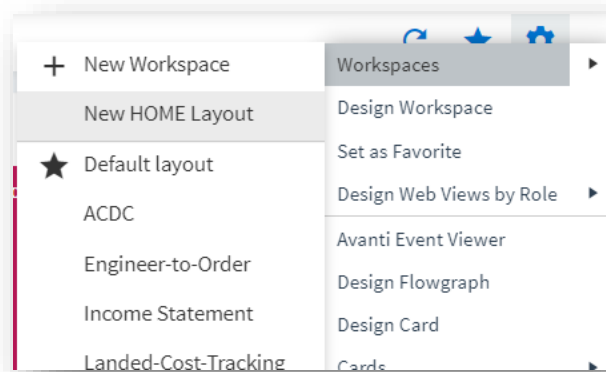 New Workspace
New HOME Layout
Default layout
ACDC
Engineer-to-Order
Income Statement
Landed-Cost-Tracking
Workspaces
Design Workspace
Set as Favorite
Design Web Views by Role
Avanti Event Viewer
Design Flowgraph
Design Card
Cards